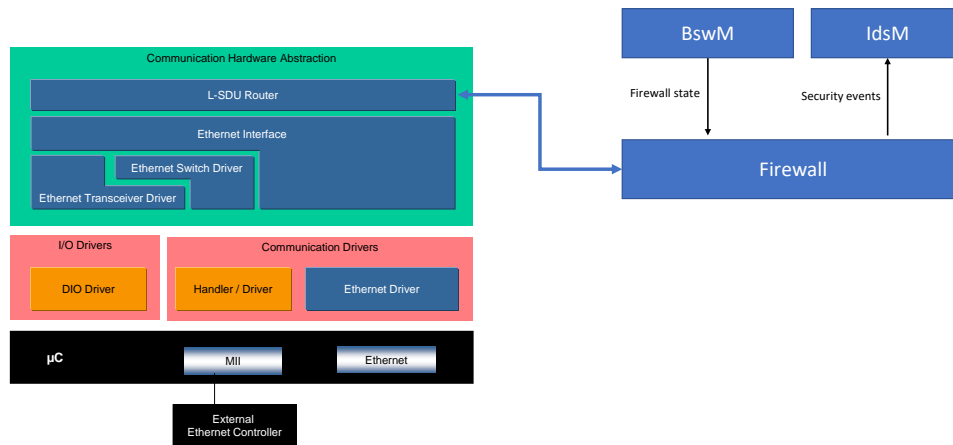 BswM
IdsM
Firewall state
Security events
Firewall
Communication Hardware Abstraction
L-SDU Router
Ethernet Interface
Ethernet Switch Driver
Ethernet Transceiver Driver
I/O Drivers
Communication Drivers
DIO Driver
Handler / Driver
Ethernet Driver
µC
MII
Ethernet
External
Ethernet Controller